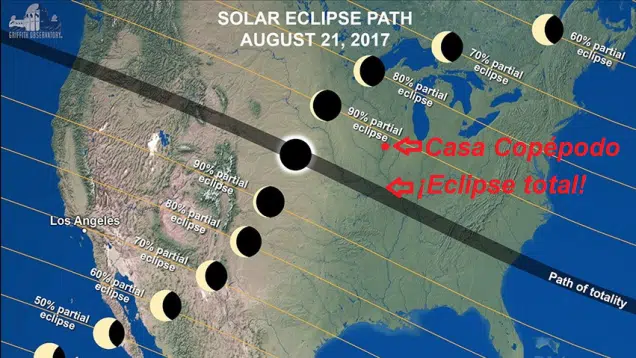 GRIFFITH OBSERVATORY
SOLAR ECLIPSE PATH
AUGUST 21, 2017
60% partial
eclipse
70% partial
eclipse
80% partial
eclipse
90% partial
eclipse
Casa Copépodo
¡Eclipse total!
90% partial
eclipse
80% partial
eclipse
Los Angeles
70% partial
eclipse
60% partial
eclipse
50% partial
eclipse
Path of totality